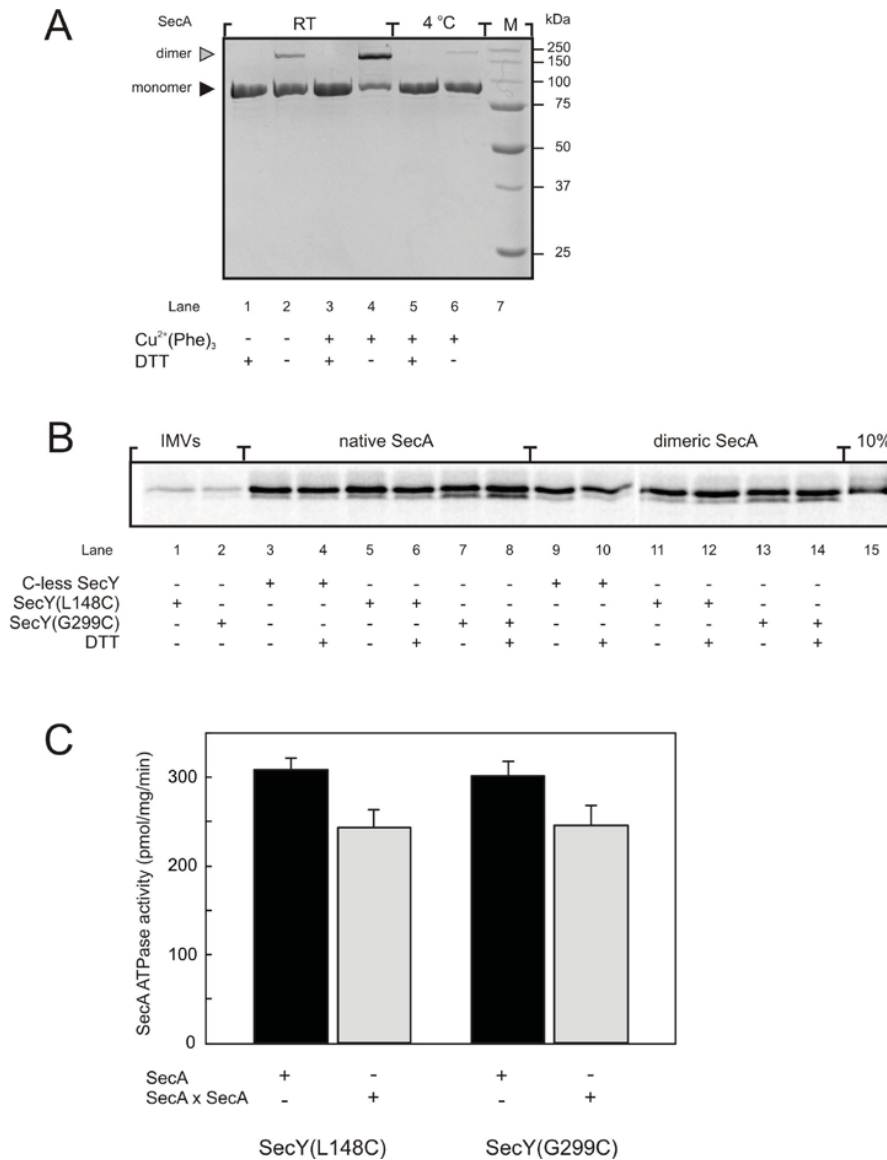 A
SecA RT 4 °C M kDa
dimer 250
150
monomer 100
75
50
37
25
Lane 1 2 3 4 5 6 7
Cu²⁺(Phe)₃ - - + + + +
DTT + - + - + -
B
IMVs native SecA dimeric SecA 10%
Lane 1 2 3 4 5 6 7 8 9 10 11 12 13 14 15
C-less SecY - - + + - - - - + + - - - - -
SecY(L148C) + - - - + + - - - - + + - - -
SecY(G299C) - + - - - - + + - - - - + + -
DTT - - - + - + - + - + - + - + -
C
SecA ATPase activity (pmol/mg/min)
300
200
100
0
SecA + - + -
SecA x SecA - + - +
SecY(L148C) SecY(G299C)